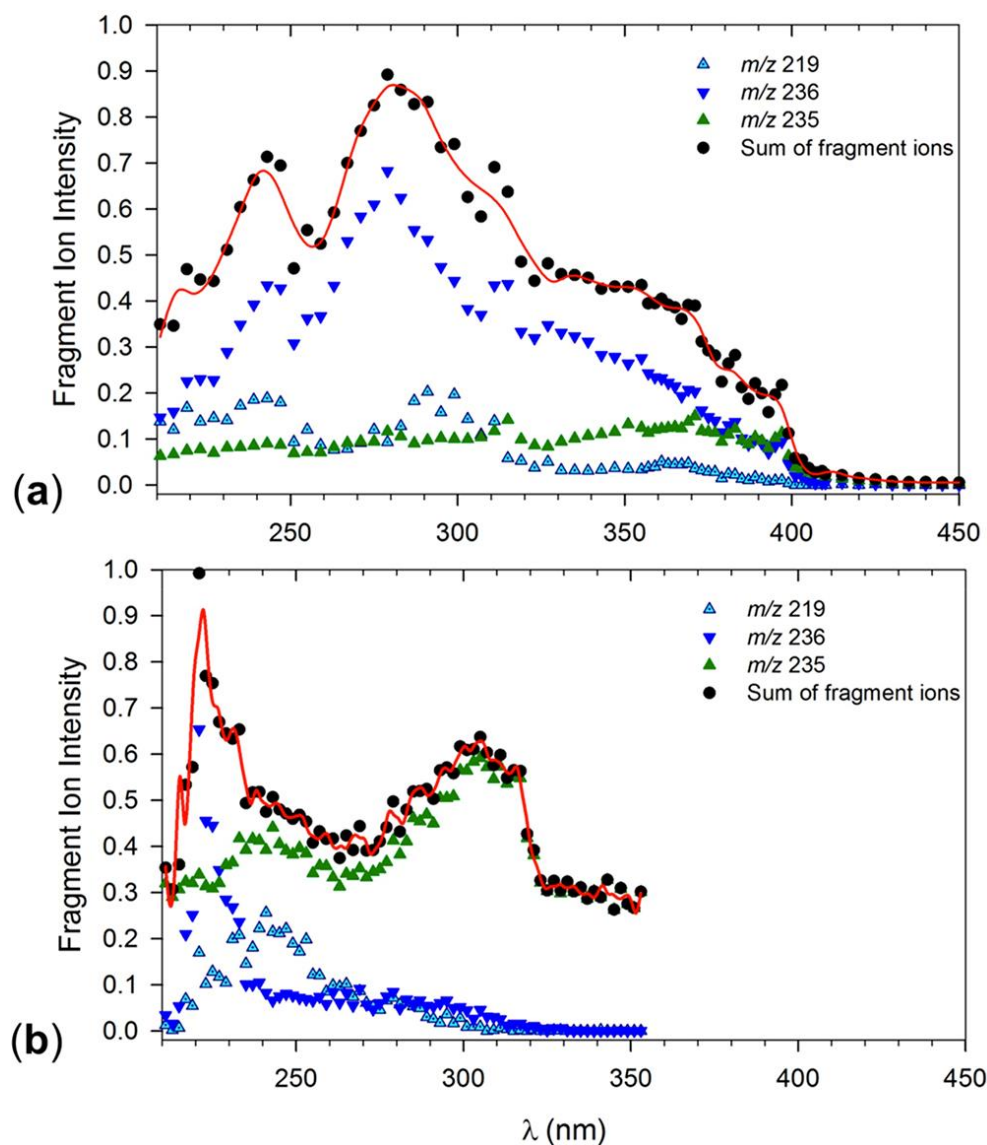 1.0
0.9
0.8
0.7
0.6
0.5
0.4
0.3
0.2
0.1
0.0
Fragment Ion Intensity
m/z 219
m/z 236
m/z 235
Sum of fragment ions
(a)
250 300 350 400 450
1.0
0.9
0.8
0.7
0.6
0.5
0.4
0.3
0.2
0.1
0.0
Fragment Ion Intensity
m/z 219
m/z 236
m/z 235
Sum of fragment ions
(b)
250 300 350 400 450
λ (nm)